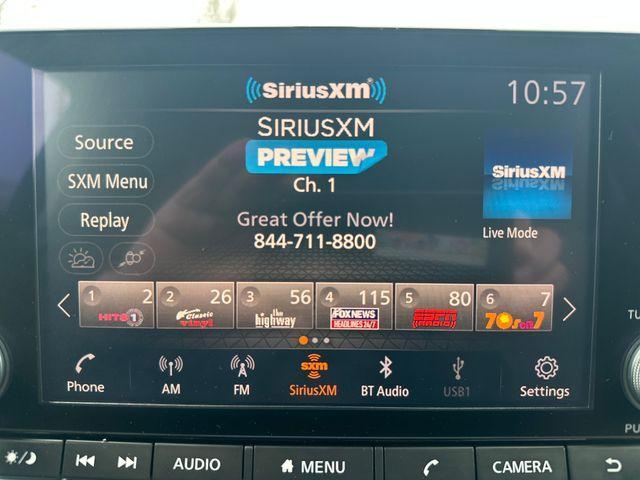 SiriusXM
10:57
SIRIUSXM
PREVIEW
Ch. 1
Great Offer Now!
844-711-8800
Source
SXM Menu
Replay
SiriusXM
Live Mode
1 2 2 26 3 56 4 115 5 80 6 7
HITS 1
Classic vinyl
the highway
FOX NEWS
HEADLINES 24/7
ESPN RADIO
70s on 7
Phone AM FM SiriusXM BT Audio USB1 Settings
sxm
AUDIO MENU CAMERA
TU
PU